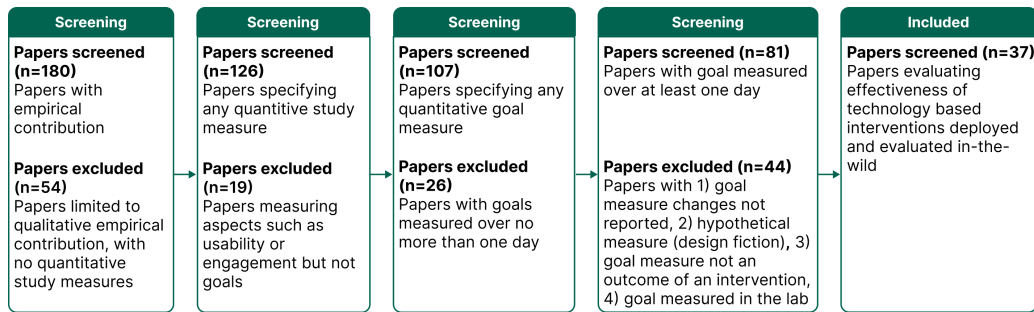 Screening
Papers screened
(n=180)
Papers with
empirical
contribution
Papers excluded
(n=54)
Papers limited to
qualitative empirical
contribution, with
no quantitative
study measures
Screening
Papers screened
(n=126)
Papers specifying
any quantitive study
measure
Papers excluded
(n=19)
Papers measuring
aspects such as
usability or
engagement but not
goals
Screening
Papers screened
(n=107)
Papers specifying any
quantitative goal
measure
Papers excluded
(n=26)
Papers with goals
measured over no
more than one day
Screening
Papers screened (n=81)
Papers with goal measured
over at least one day
Papers excluded (n=44)
Papers with 1) goal
measure changes not
reported, 2) hypothetical
measure (design fiction), 3)
goal measure not an
outcome of an intervention,
4) goal measured in the lab
Included
Papers screened (n=37)
Papers evaluating
effectiveness of
technology based
interventions deployed
and evaluated in-the-
wild